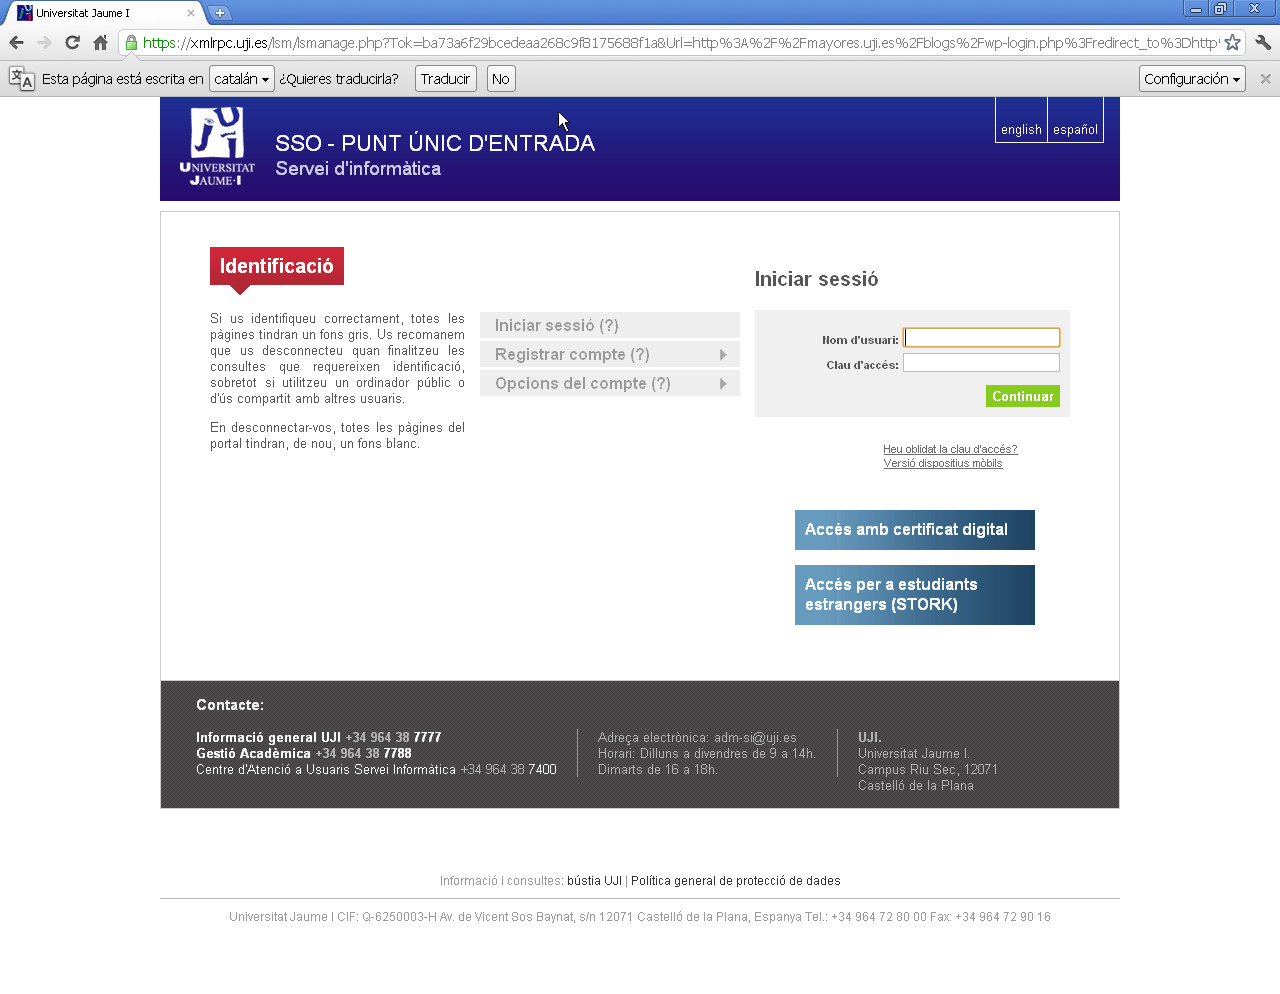 Universitat Jaume I
https://xmlrpc.uji.es/lsm/lsmanage.php?Tok=ba73a6f29bcedeaa268c9f8175688f1a&Url=http%3A%2F%2Fmayores.uji.es%2Fblogs%2Fwp-login.php%3Fredirect_to%3Dhttp
Esta página está escrita en catalán ¿Quieres traducirla? Traducir No Configuración
UNIVERSITAT
JAUME·I
SSO - PUNT ÚNIC D'ENTRADA
Servei d'informàtica
english español
Identificació
Si us identifiqueu correctament, totes les
pàgines tindran un fons gris. Us recomanem
que us desconnecteu quan finalitzeu les
consultes que requereixen identificació,
sobretot si utilitzeu un ordinador públic o
d'ús compartit amb altres usuaris.
En desconnectar-vos, totes les pàgines del
portal tindran, de nou, un fons blanc.
Iniciar sessió (?)
Registrar compte (?)
Opcions del compte (?)
Iniciar sessió
Nom d'usuari:
Clau d'accés:
Continuar
Heu oblidat la clau d'accés?
Versió dispositius mòbils
Accés amb certificat digital
Accés per a estudiants
estrangers (STORK)
Contacte:
Informació general UJI +34 964 38 7777
Gestió Acadèmica +34 964 38 7788
Centre d'Atenció a Usuaris Servei Informàtica +34 964 38 7400
Adreça electrònica: adm-si@uji.es
Horari: Dilluns a divendres de 9 a 14h.
Dimarts de 16 a 18h.
UJI.
Universitat Jaume I.
Campus Riu Sec, 12071
Castelló de la Plana
Informació i consultes: bústia UJI | Política general de protecció de dades
Universitat Jaume I CIF: Q-6250003-H Av. de Vicent Sos Baynat, s/n 12071 Castelló de la Plana, Espanya Tel.: +34 964 72 80 00 Fax: +34 964 72 90 16